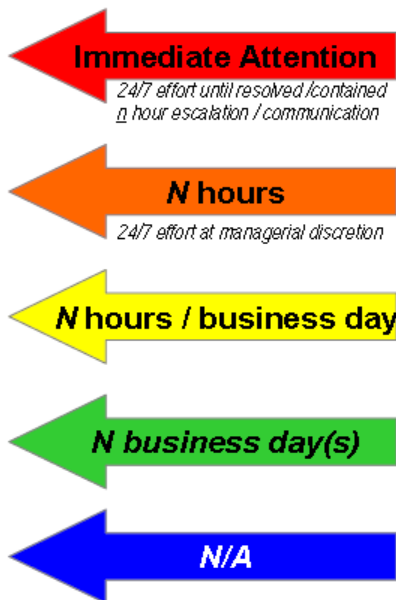 Immediate Attention
24/7 effort until resolved /contained
n hour escalation / communication
N hours
24/7 effort at managerial discretion
N hours / business day
N business day(s)
N/A